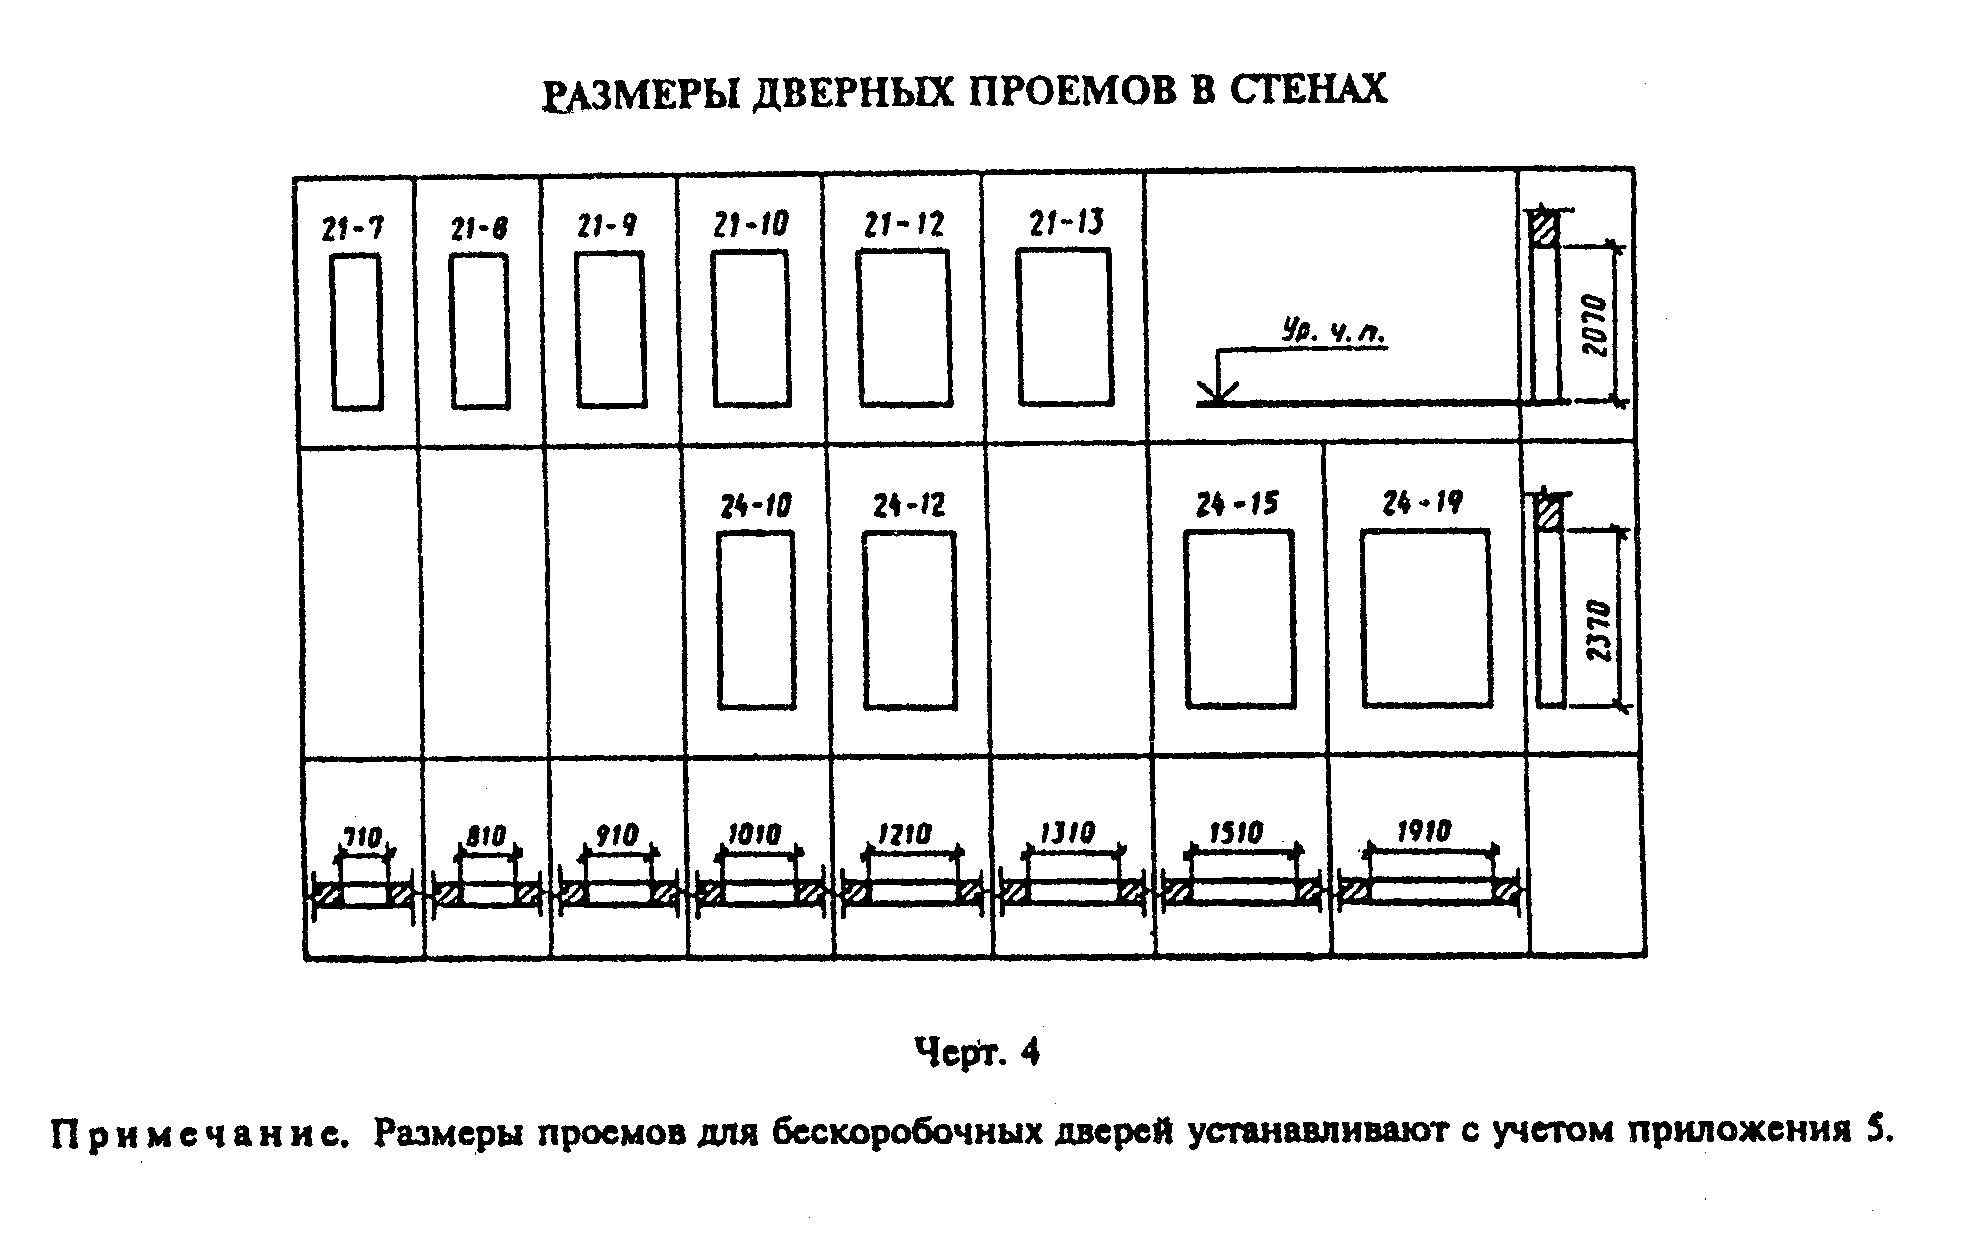 РАЗМЕРЫ ДВЕРНЫХ ПРОЕМОВ В СТЕНАХ
21-7 21-8 21-9 21-10 21-12 21-13
Ур. ч. п.
2070
24-10 24-12 24-15 24-19
2370
710 810 910 1010 1210 1310 1510 1910
Черт. 4
Примечание. Размеры проемов для бескоробочных дверей устанавливают с учетом приложения 5.